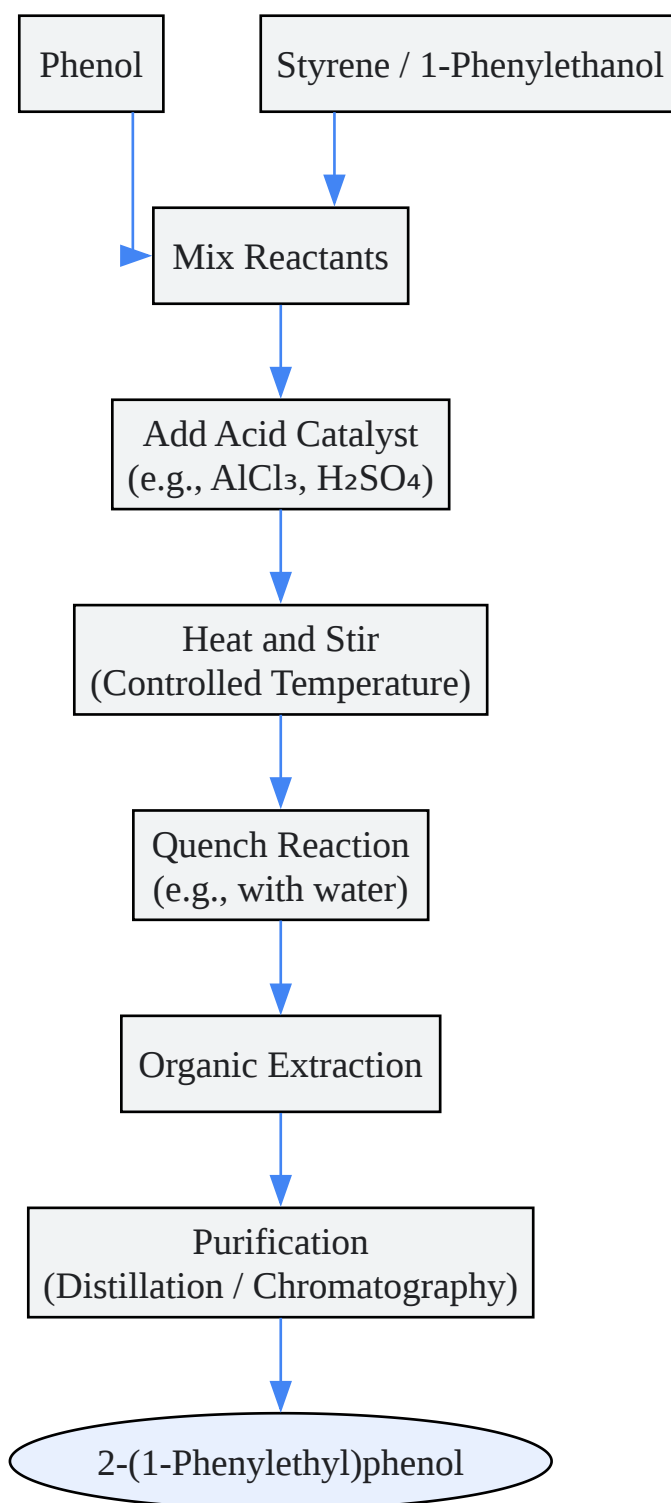 Phenol
Styrene / 1-Phenylethanol
Mix Reactants
Add Acid Catalyst
(e.g., AlCl₃, H₂SO₄)
Heat and Stir
(Controlled Temperature)
Quench Reaction
(e.g., with water)
Organic Extraction
Purification
(Distillation / Chromatography)
2-(1-Phenylethyl)phenol